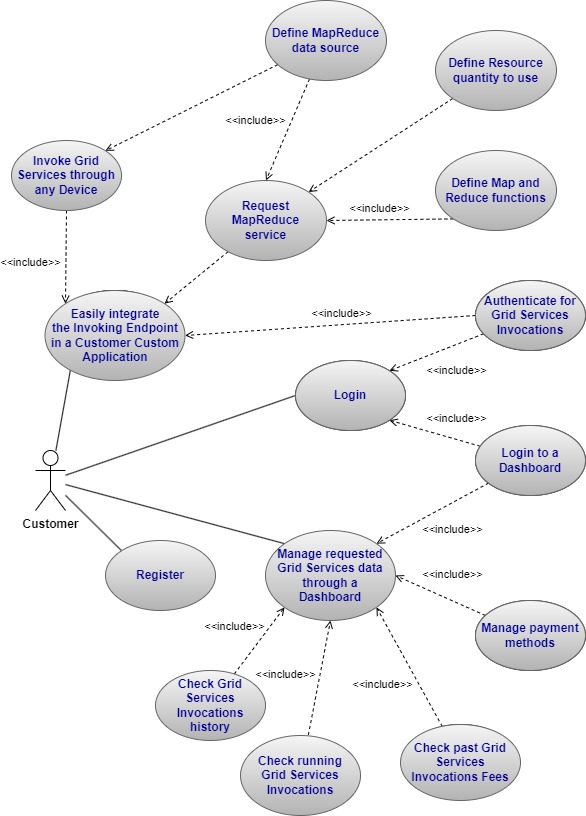 Define MapReduce
data source
Define Resource
quantity to use
<<include>>
Invoke Grid
Services through
any Device
Define Map and
Reduce functions
Request
MapReduce
service
<<include>>
<<include>>
Easily integrate
the Invoking Endpoint
in a Customer Custom
Application
<<include>>
Authenticate for
Grid Services
Invocations
<<include>>
Login
<<include>>
Login to a
Dashboard
Customer
<<include>>
Manage requested
Grid Services data
through a
Dashboard
Register
<<include>>
Manage payment
methods
<<include>>
<<include>>
<<include>>
Check Grid
Services
Invocations
history
Check running
Grid Services
Invocations
Check past Grid
Services
Invocations Fees